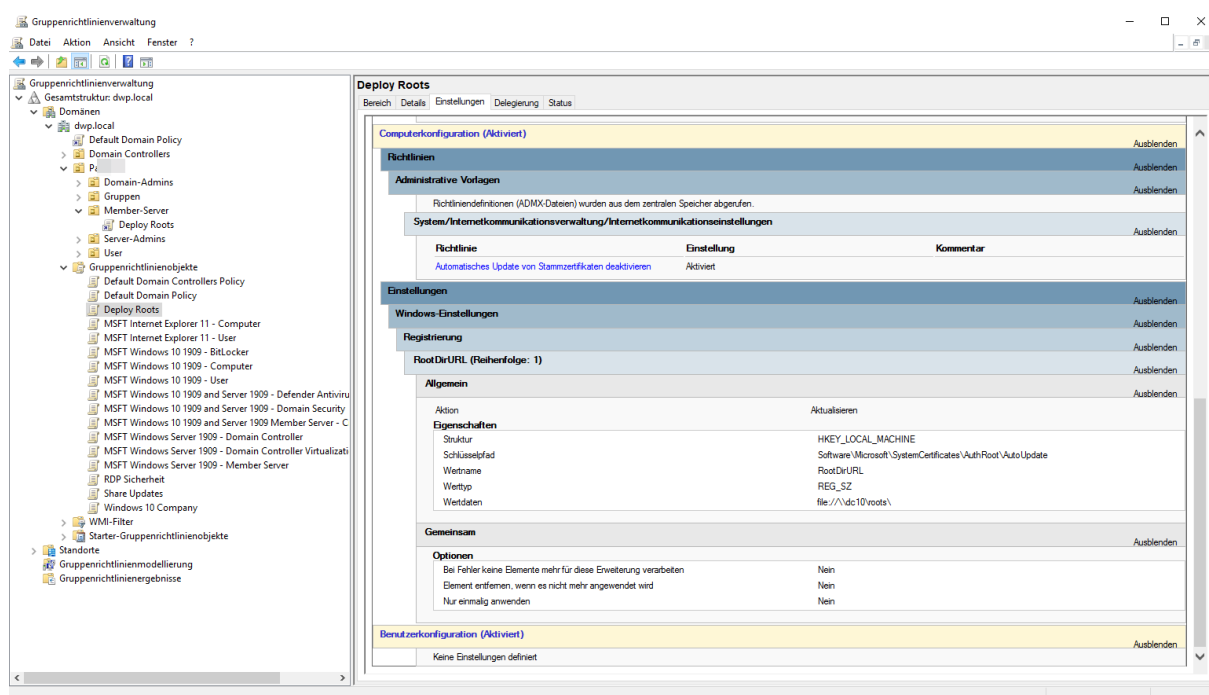 Gruppenrichtlinienverwaltung
Datei Aktion Ansicht Fenster ?
Gruppenrichtlinienverwaltung
Gesamtstruktur: dwp.local
Domänen
dwp.local
Default Domain Policy
Domain Controllers
Domain-Admins
Gruppen
Member-Server
Deploy Roots
Server-Admins
User
Gruppenrichtlinienobjekte
Default Domain Controllers Policy
Default Domain Policy
Deploy Roots
MSFT Internet Explorer 11 - Computer
MSFT Internet Explorer 11 - User
MSFT Windows 10 1909 - BitLocker
MSFT Windows 10 1909 - Computer
MSFT Windows 10 1909 - User
MSFT Windows 10 1909 and Server 1909 - Defender Antiviru
MSFT Windows 10 1909 and Server 1909 - Domain Security
MSFT Windows 10 1909 and Server 1909 Member Server - C
MSFT Windows Server 1909 - Domain Controller
MSFT Windows Server 1909 - Domain Controller Virtualizati
MSFT Windows Server 1909 - Member Server
RDP Sicherheit
Share Updates
Windows 10 Company
WMI-Filter
Starter-Gruppenrichtlinienobjekte
Standorte
Gruppenrichtlinienmodellierung
Gruppenrichtlinienergebnisse
Deploy Roots
Bereich Details Einstellungen Delegierung Status
Computerkonfiguration (Aktiviert)
Ausblenden
Richtlinien
Ausblenden
Administrative Vorlagen
Ausblenden
Richtliniendefinitionen (ADMX-Dateien) wurden aus dem zentralen Speicher abgerufen.
System/Internetkommunikationsverwaltung/Internetkommunikationseinstellungen
Ausblenden
Richtlinie Einstellung Kommentar
Automatisches Update von Stammzertifikaten deaktivieren Aktiviert
Einstellungen
Ausblenden
Windows-Einstellungen
Ausblenden
Registrierung
Ausblenden
RootDirURL (Reihenfolge: 1)
Ausblenden
Allgemein
Ausblenden
Aktion Aktualisieren
Eigenschaften
Struktur HKEY_LOCAL_MACHINE
Schlüsselpfad Software\Microsoft\SystemCertificates\AuthRoot\AutoUpdate
Wertname RootDirURL
Werttyp REG_SZ
Wertdaten file://\\dc10\roots\
Gemeinsam
Ausblenden
Optionen
Bei Fehler keine Elemente mehr für diese Erweiterung verarbeiten Nein
Element entfernen, wenn es nicht mehr angewendet wird Nein
Nur einmalig anwenden Nein
Benutzerkonfiguration (Aktiviert)
Ausblenden
Keine Einstellungen definiert